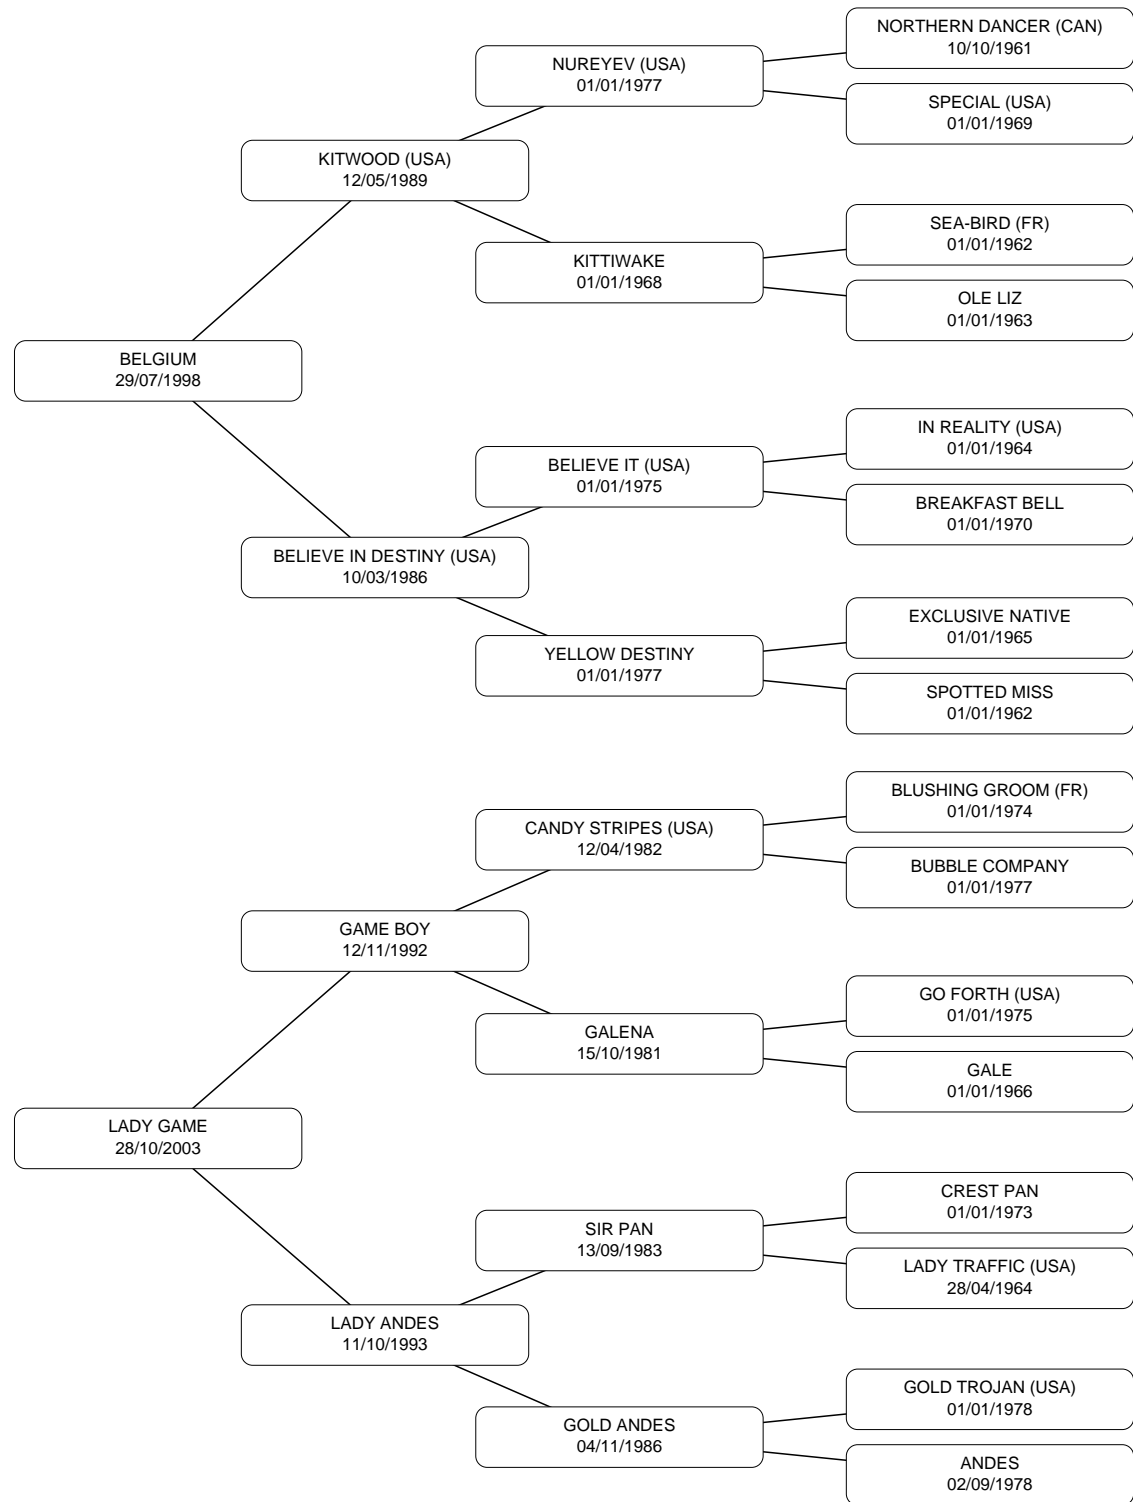 NORTHERN DANCER (CAN)
10/10/1961
NUREYEV (USA)
01/01/1977
SPECIAL (USA)
01/01/1969
KITWOOD (USA)
12/05/1989
SEA-BIRD (FR)
01/01/1962
KITTIWAKE
01/01/1968
OLE LIZ
01/01/1963
BELGIUM
29/07/1998
IN REALITY (USA)
01/01/1964
BELIEVE IT (USA)
01/01/1975
BREAKFAST BELL
01/01/1970
BELIEVE IN DESTINY (USA)
10/03/1986
EXCLUSIVE NATIVE
01/01/1965
YELLOW DESTINY
01/01/1977
SPOTTED MISS
01/01/1962
BLUSHING GROOM (FR)
01/01/1974
CANDY STRIPES (USA)
12/04/1982
BUBBLE COMPANY
01/01/1977
GAME BOY
12/11/1992
GO FORTH (USA)
01/01/1975
GALENA
15/10/1981
GALE
01/01/1966
LADY GAME
28/10/2003
CREST PAN
01/01/1973
SIR PAN
13/09/1983
LADY TRAFFIC (USA)
28/04/1964
LADY ANDES
11/10/1993
GOLD TROJAN (USA)
01/01/1978
GOLD ANDES
04/11/1986
ANDES
02/09/1978